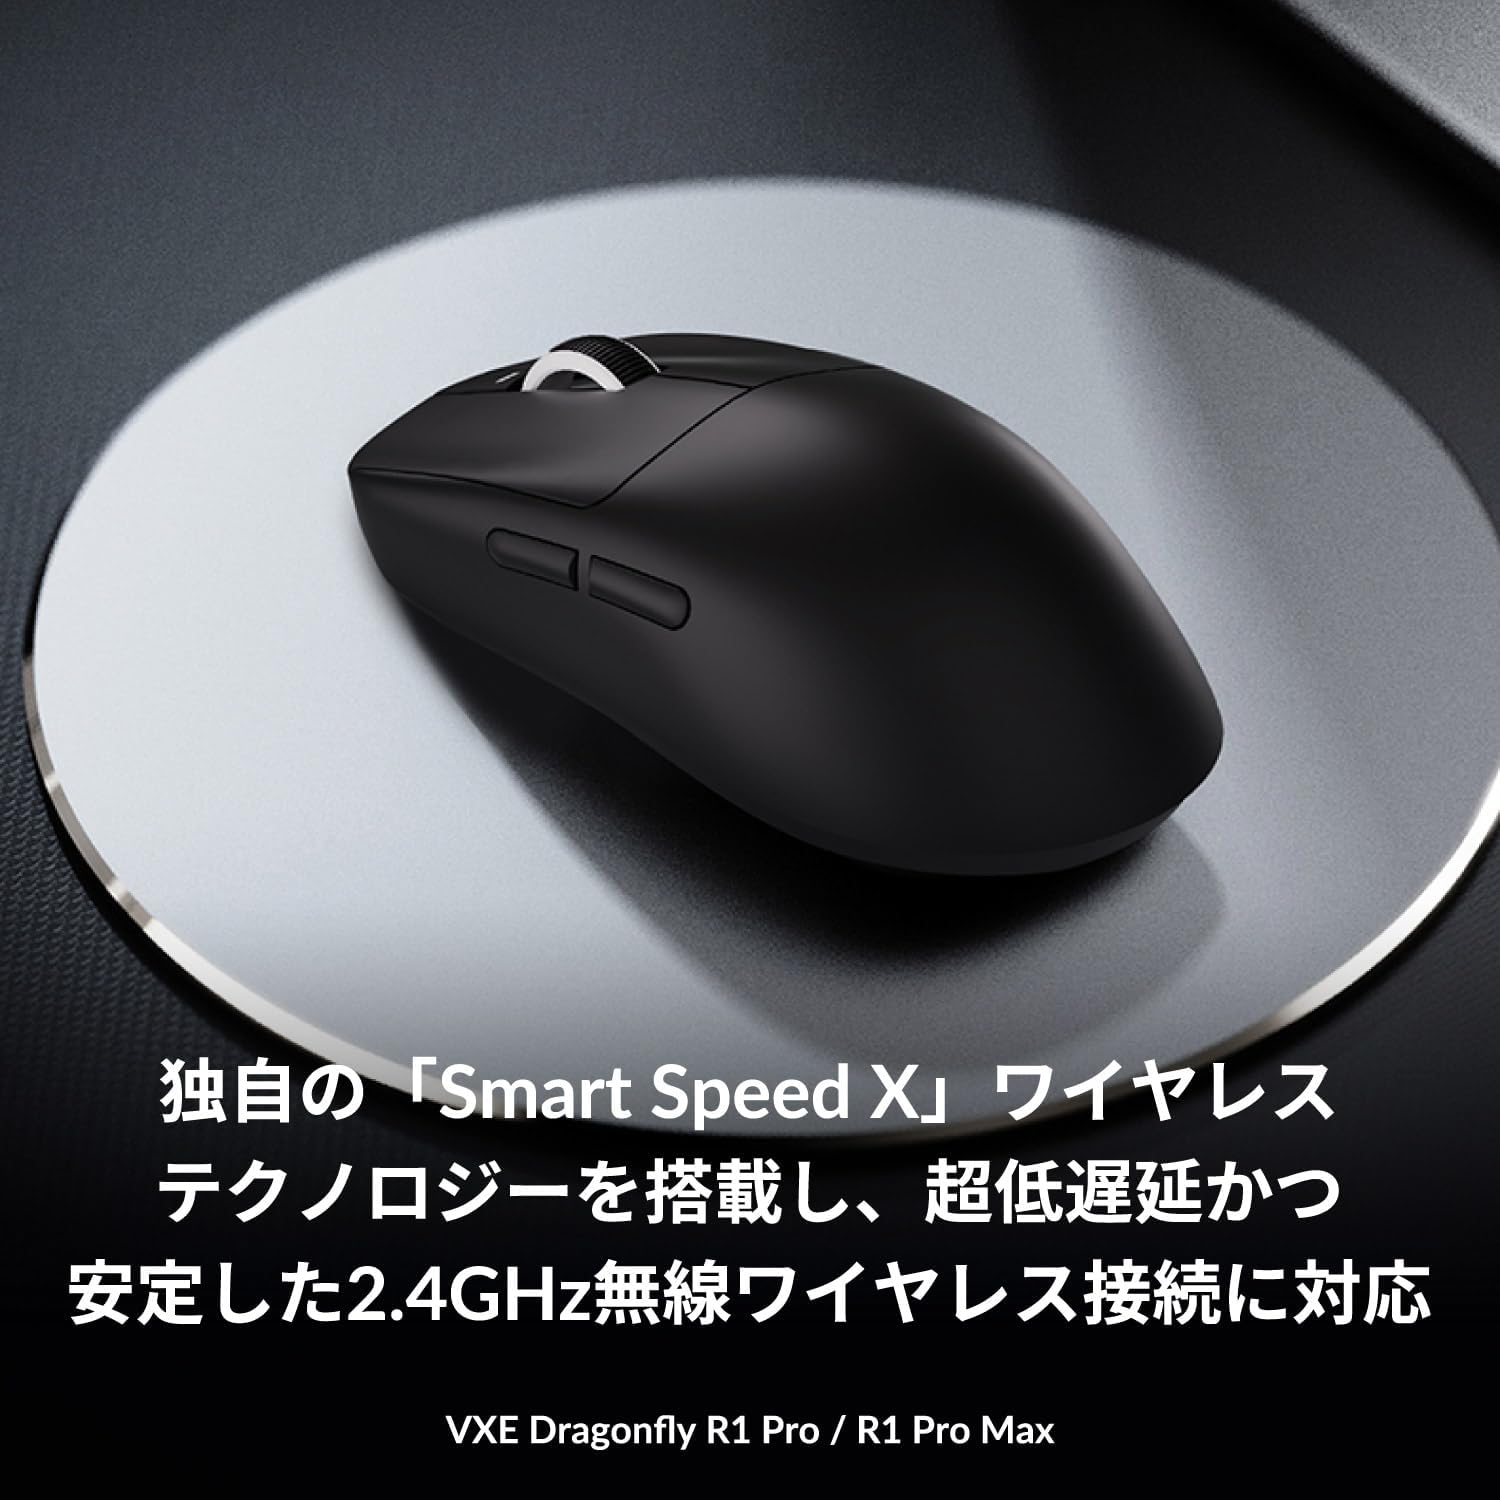 独自の「Smart Speed X」ワイヤレス
テクノロジーを搭載し、超低遅延かつ
安定した2.4GHz無線ワイヤレス接続に対応
VXE Dragonfly R1 Pro / R1 Pro Max